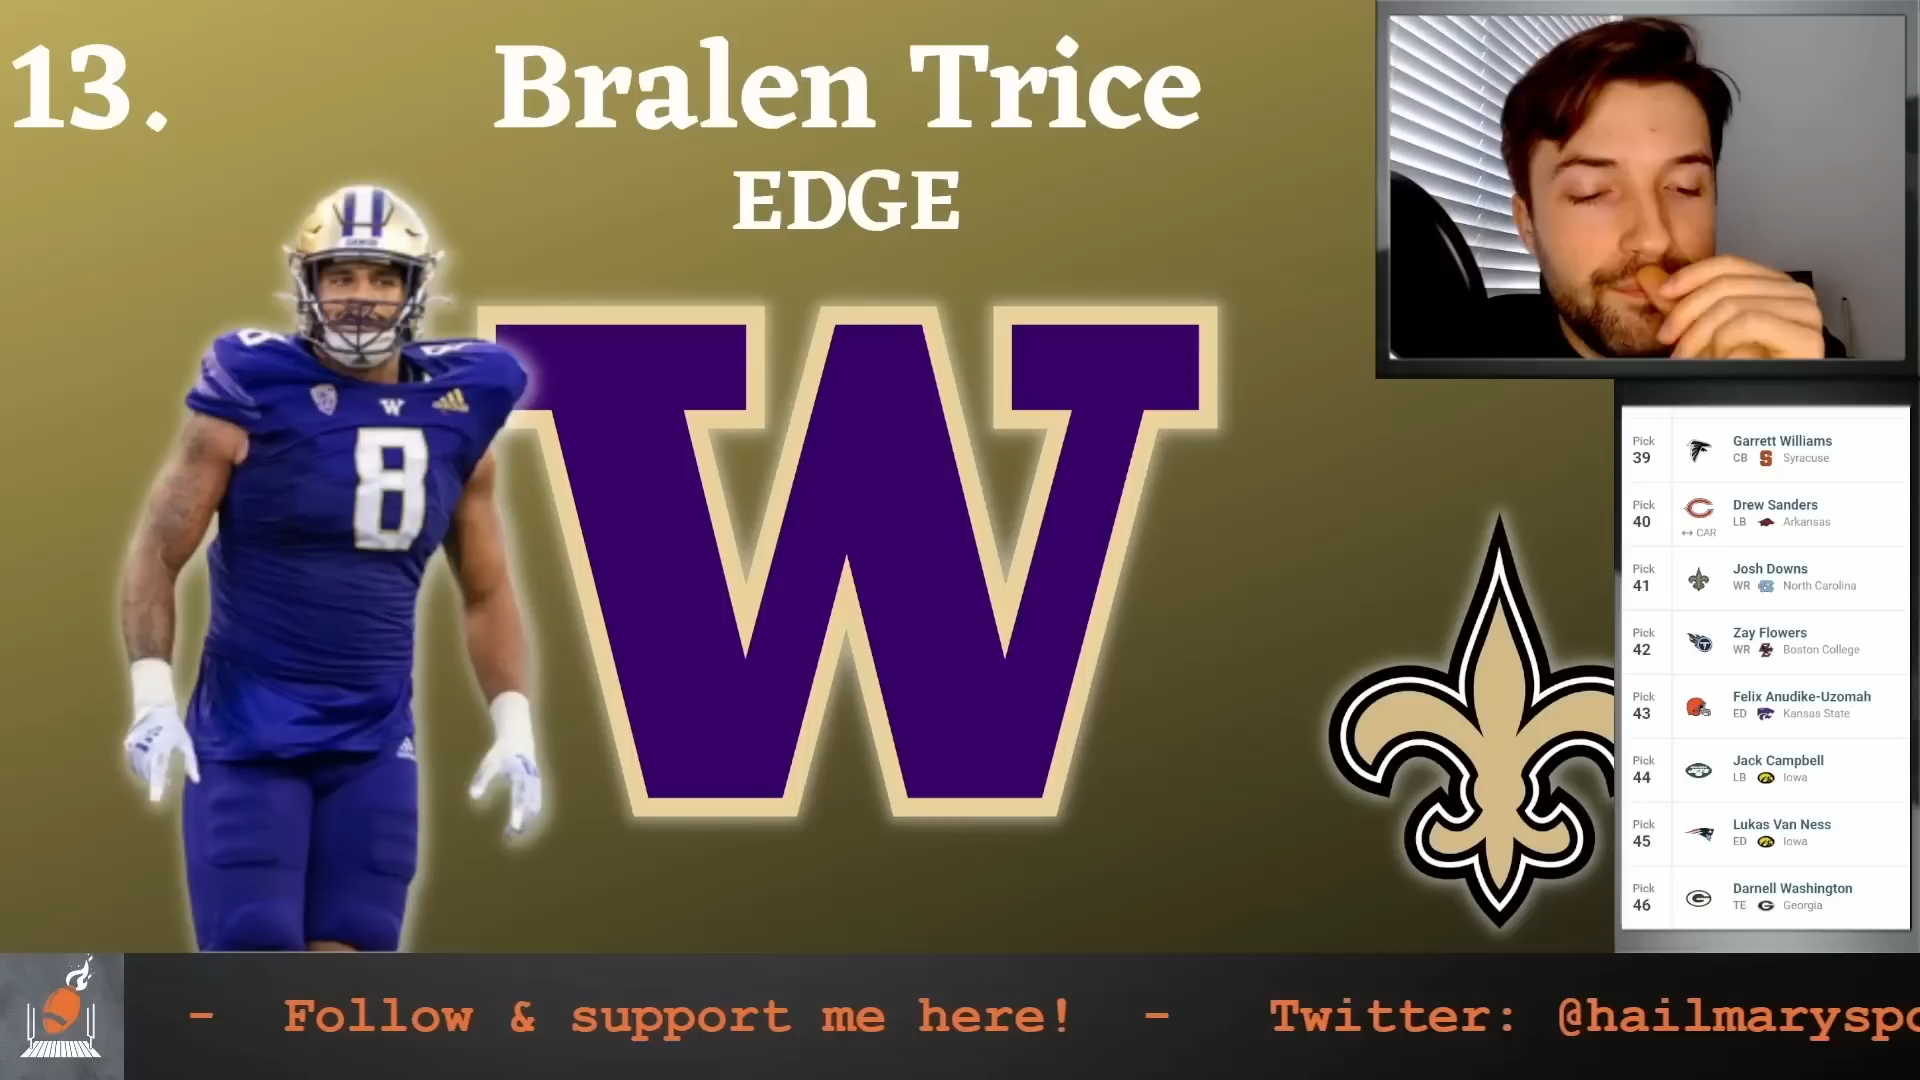 13.
Bralen Trice
EDGE
W
8
Pick 39 Garrett Williams
CB S Syracuse
Pick 40 Drew Sanders
↔ CAR LB Arkansas
Pick 41 Josh Downs
WR North Carolina
Pick 42 Zay Flowers
WR Boston College
Pick 43 Felix Anudike-Uzomah
ED Kansas State
Pick 44 Jack Campbell
LB Iowa
Pick 45 Lukas Van Ness
ED Iowa
Pick 46 Darnell Washington
TE G Georgia
- Follow & support me here! - Twitter: @hailmaryspo